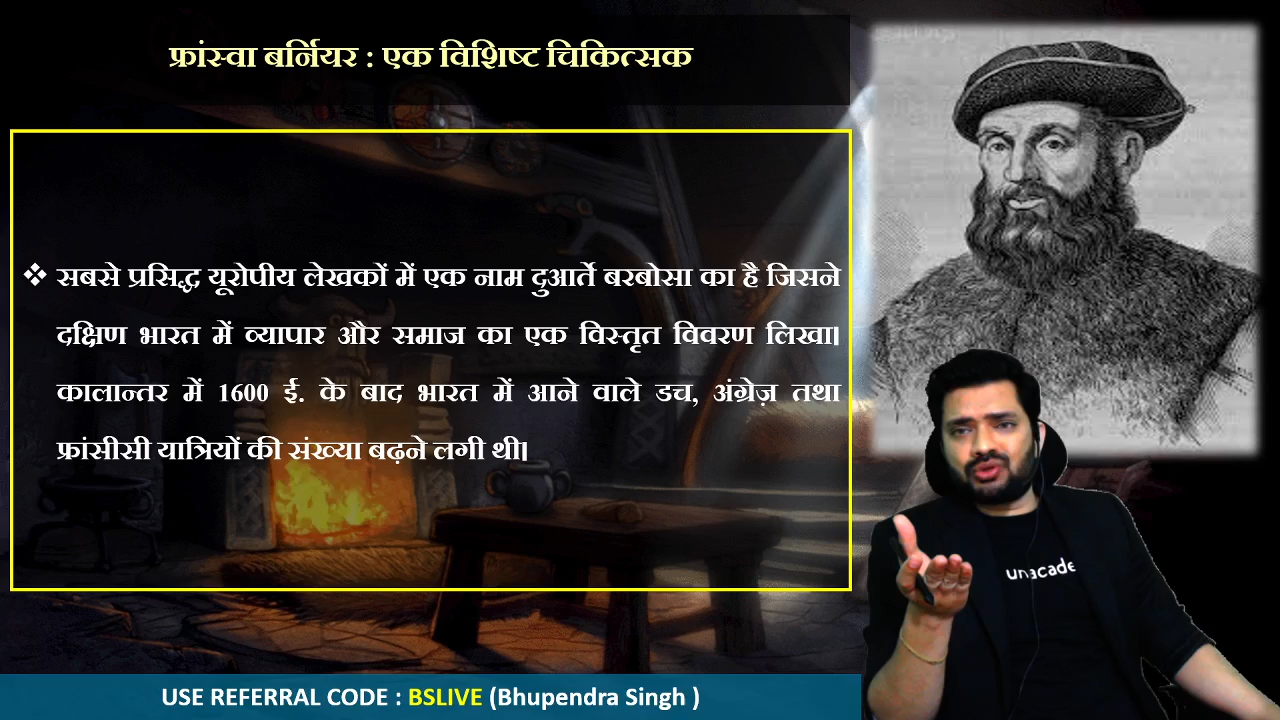 फ्रांस्वा बर्नियर : एक विशिष्ट चिकित्सक
❖ सबसे प्रसिद्ध यूरोपीय लेखकों में एक नाम दुआर्ते बरबोसा का है जिसने
दक्षिण भारत में व्यापार और समाज का एक विस्तृत विवरण लिखा।
कालान्तर में 1600 ई. के बाद भारत में आने वाले डच, अंग्रेज़ तथा
फ्रांसीसी यात्रियों की संख्या बढ़ने लगी थी।
unacade
USE REFERRAL CODE : BSLIVE (Bhupendra Singh )